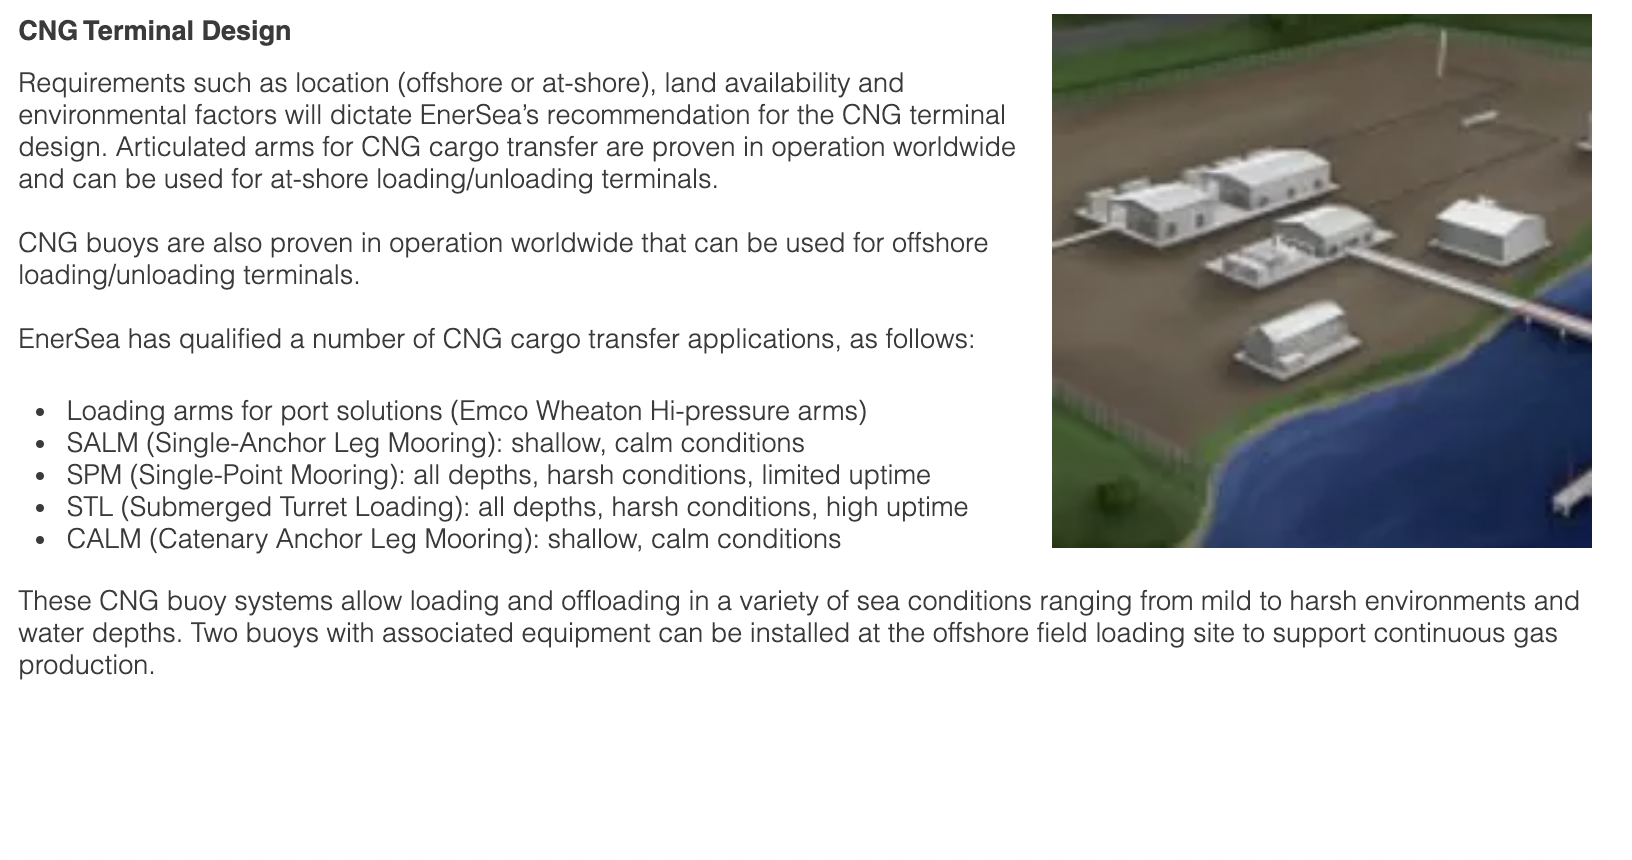 CNG Terminal Design
Requirements such as location (offshore or at-shore), land availability and
environmental factors will dictate EnerSea’s recommendation for the CNG terminal
design. Articulated arms for CNG cargo transfer are proven in operation worldwide
and can be used for at-shore loading/unloading terminals.
CNG buoys are also proven in operation worldwide that can be used for offshore
loading/unloading terminals.
EnerSea has qualified a number of CNG cargo transfer applications, as follows:
• Loading arms for port solutions (Emco Wheaton Hi-pressure arms)
• SALM (Single-Anchor Leg Mooring): shallow, calm conditions
• SPM (Single-Point Mooring): all depths, harsh conditions, limited uptime
• STL (Submerged Turret Loading): all depths, harsh conditions, high uptime
• CALM (Catenary Anchor Leg Mooring): shallow, calm conditions
These CNG buoy systems allow loading and offloading in a variety of sea conditions ranging from mild to harsh environments and
water depths. Two buoys with associated equipment can be installed at the offshore field loading site to support continuous gas
production.